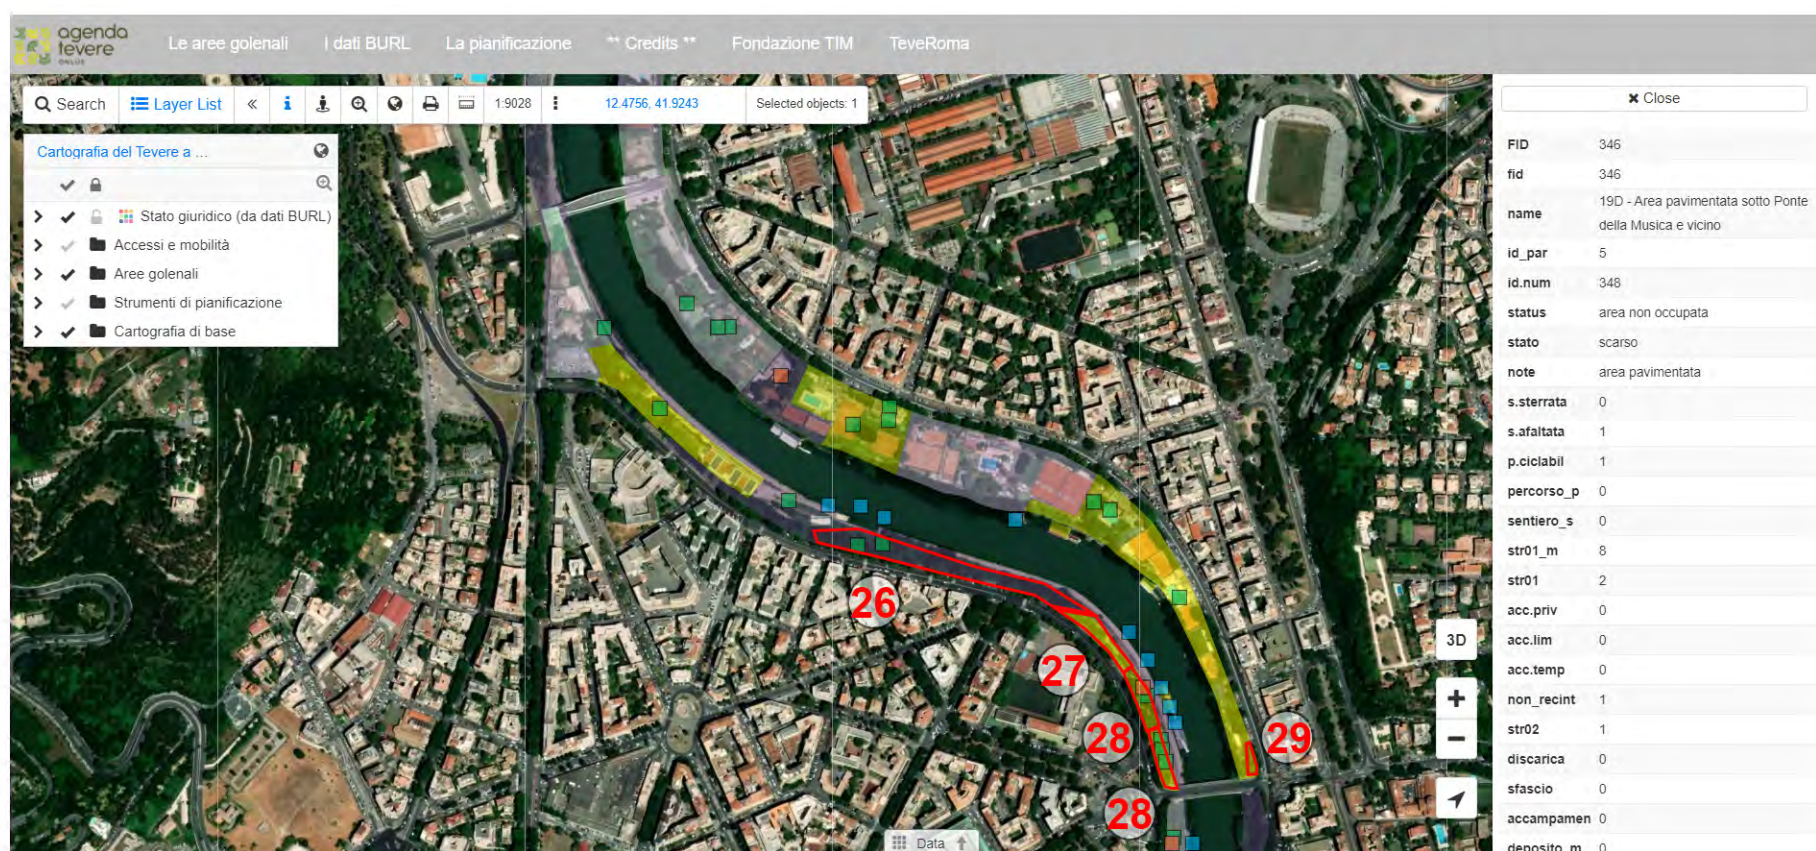 agenda
tevere
ONLUS
Le aree golenali
I dati BURL
La pianificazione
** Credits **
Fondazione TIM
TeveRoma
Search
Layer List
1:9028
12.4756, 41.9243
Selected objects: 1
Cartografia del Tevere a ...
Stato giuridico (da dati BURL)
Accessi e mobilità
Aree golenali
Strumenti di pianificazione
Cartografia di base
26
27
28
29
28
3D
Data
Close
FID 346
fid 346
name 19D - Area pavimentata sotto Ponte
della Musica e vicino
id_par 5
id.num 348
status area non occupata
stato scarso
note area pavimentata
s.sterrata 0
s.afaltata 1
p.ciclabil 1
percorso_p 0
sentiero_s 0
str01_m 8
str01 2
acc.priv 0
acc.lim 0
acc.temp 0
non_recint 1
str02 1
discarica 0
sfascio 0
accampamen 0
deposito_m 0